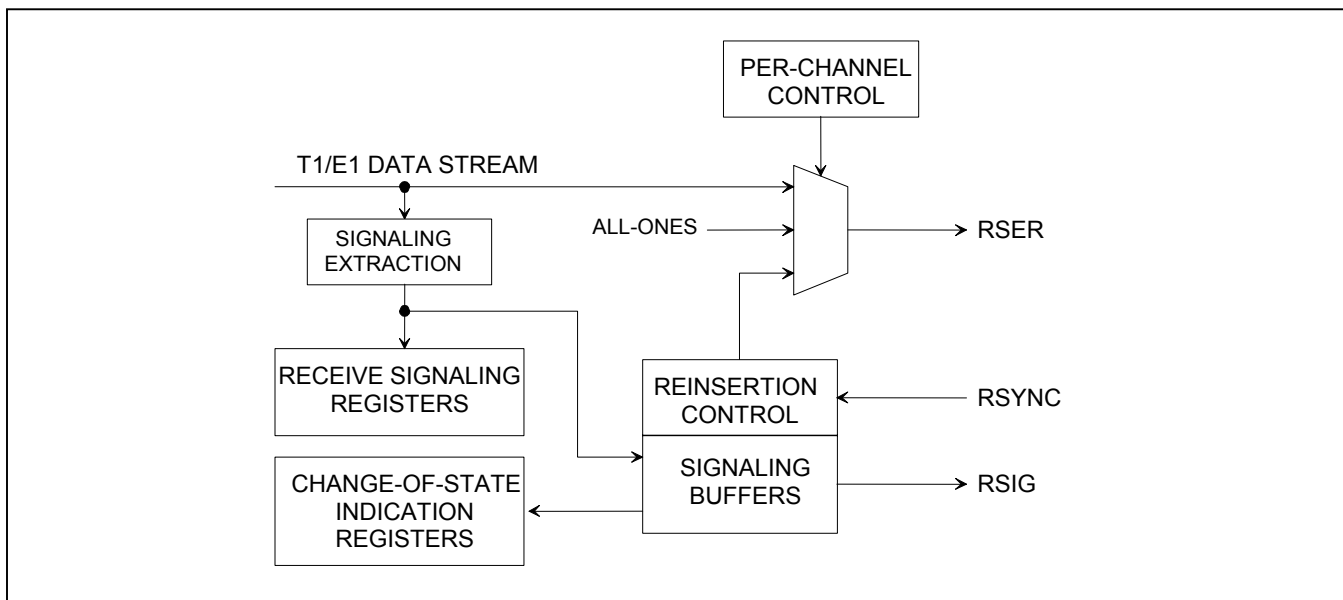 PER-CHANNEL
CONTROL
T1/E1 DATA STREAM
ALL-ONES
RSER
SIGNALING
EXTRACTION
RECEIVE SIGNALING
REGISTERS
REINSERTION
CONTROL
RSYNC
CHANGE-OF-STATE
INDICATION
REGISTERS
SIGNALING
BUFFERS
RSIG